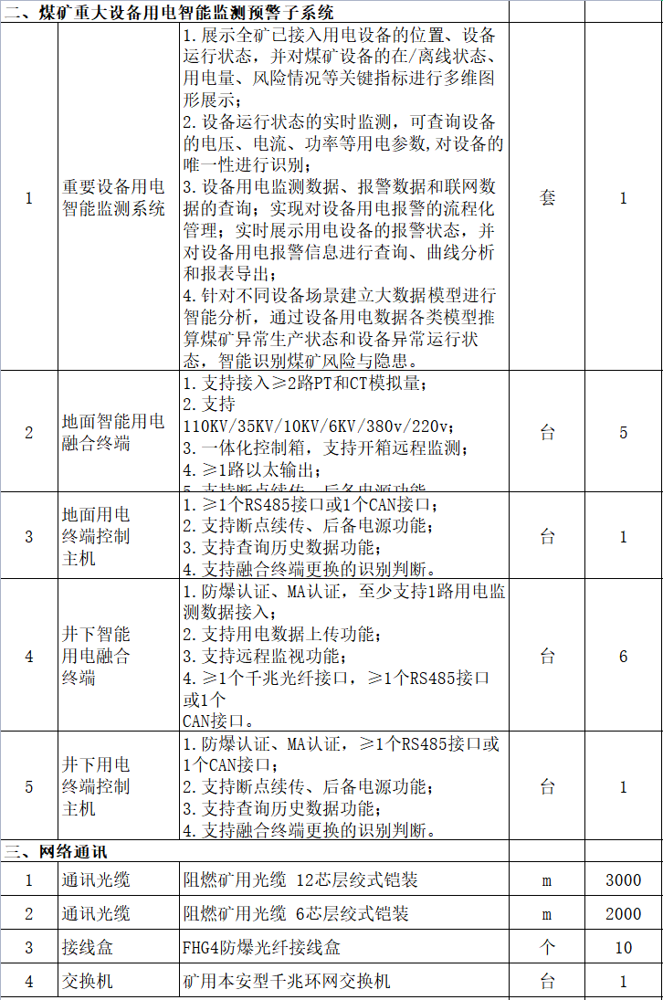 二、煤矿重大设备用电智能监测预警子系统
1
重要设备用电
智能监测系统
1.展示全矿已接入用电设备的位置、设备
运行状态，并对煤矿设备的在/离线状态、
用电量、风险情况等关键指标进行多维图
形展示；
2.设备运行状态的实时监测，可查询设备
的电压、电流、功率等用电参数,对设备的
唯一性进行识别；
3.设备用电监测数据、报警数据和联网数
据的查询；实现对设备用电报警的流程化
管理；实时展示用电设备的报警状态，并
对设备用电报警信息进行查询、曲线分析
和报表导出；
4.针对不同设备场景建立大数据模型进行
智能分析，通过设备用电数据各类模型推
算煤矿异常生产状态和设备异常运行状
态，智能识别煤矿风险与隐患。
套
1
2
地面智能用电
融合终端
1.支持接入≥2路PT和CT模拟量；
2.支持
110KV/35KV/10KV/6KV/380v/220v；
3.一体化控制箱，支持开箱远程监测；
4.≥1路以太输出；
5.支持断点续传、后备电源功能
台
5
3
地面用电
终端控制
主机
1.≥1个RS485接口或1个CAN接口；
2.支持断点续传、后备电源功能；
3.支持查询历史数据功能；
4.支持融合终端更换的识别判断。
台
1
4
井下智能
用电融合
终端
1.防爆认证、MA认证，至少支持1路用电监
测数据接入；
2.支持用电数据上传功能；
3.支持远程监视功能；
4.≥1个千兆光纤接口，≥1个RS485接口
或1个
CAN接口。
台
6
5
井下用电
终端控制
主机
1.防爆认证、MA认证，≥1个RS485接口或
1个CAN接口；
2.支持断点续传、后备电源功能；
3.支持查询历史数据功能；
4.支持融合终端更换的识别判断。
台
1
三、网络通讯
1
通讯光缆
阻燃矿用光缆 12芯层绞式铠装
m
3000
2
通讯光缆
阻燃矿用光缆 6芯层绞式铠装
m
2000
3
接线盒
FHG4防爆光纤接线盒
个
10
4
交换机
矿用本安型千兆环网交换机
台
1